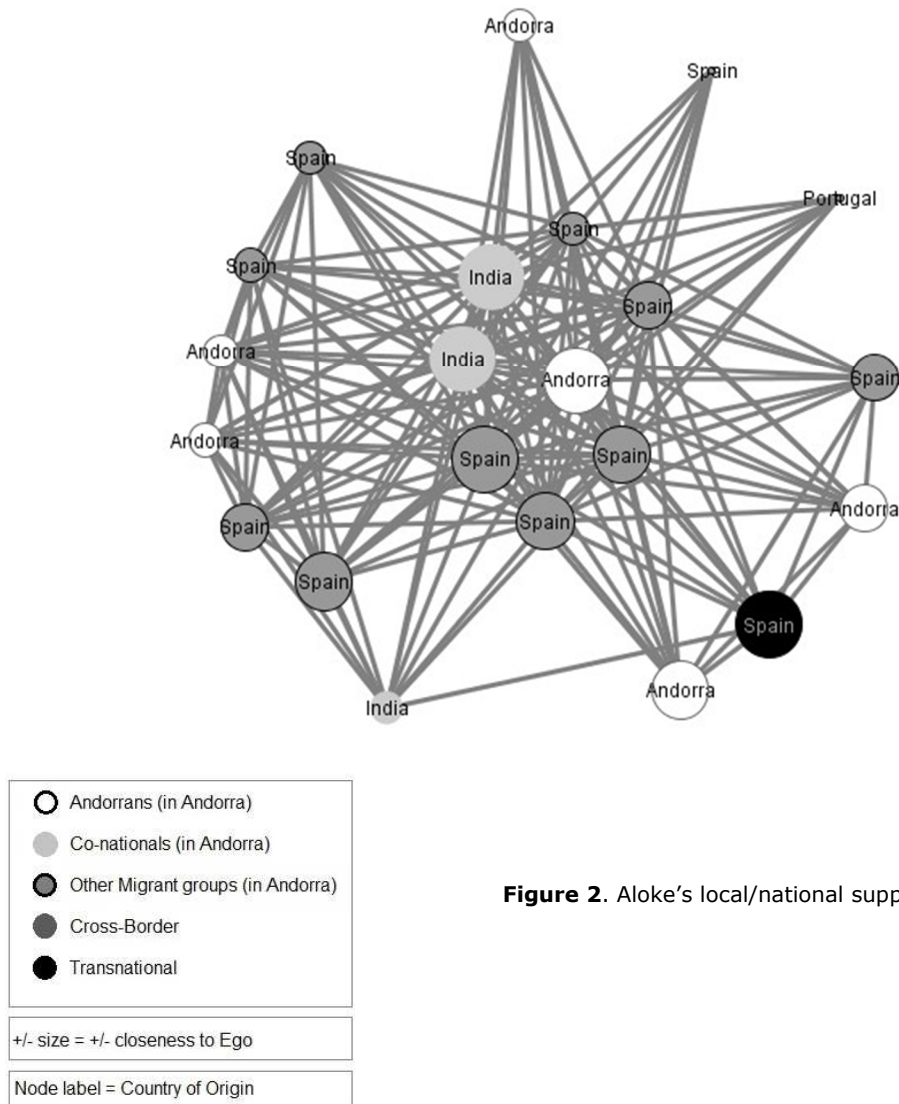 Andorra
Spain
Spain
Portugal
Spain
Spain
India
Spain
Andorra
India
Andorra
Spain
Andorra
Spain
Spain
Andorra
Spain
Spain
Spain
Spain
Andorra
India
Andorrans (in Andorra)
Co-nationals (in Andorra)
Other Migrant groups (in Andorra)
Cross-Border
Transnational
Figure 2. Aloke's local/national supp
+/- size = +/- closeness to Ego
Node label = Country of Origin